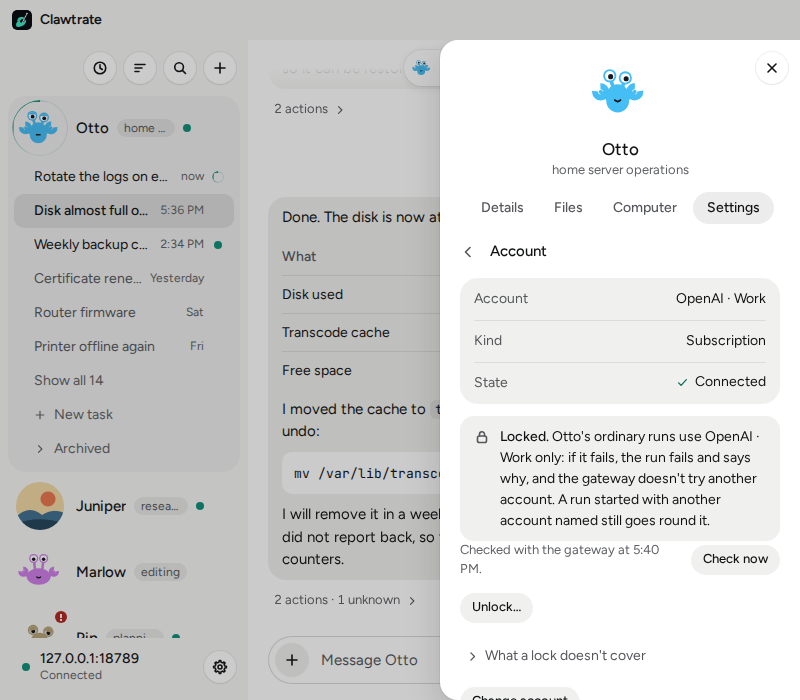 Clawtrate
Otto
home ...
Rotate the logs on e...
now
Disk almost full o...
5:36 PM
Weekly backup c...
2:34 PM
Certificate rene...
Yesterday
Router firmware
Sat
Printer offline again
Fri
Show all 14
New task
Archived
Juniper
resea...
Marlow
editing
Pip
planni...
127.0.0.1:18789
Connected
2 actions
Done. The disk is now at
What
Disk used
Transcode cache
Free space
I moved the cache to
undo:
mv /var/lib/transco
I will remove it in a week
did not report back, so
counters.
2 actions · 1 unknown
Message Otto
Otto
home server operations
Details
Files
Computer
Settings
Account
Account
OpenAI · Work
Kind
Subscription
State
Connected
Locked. Otto's ordinary runs use OpenAI ·
Work only: if it fails, the run fails and says
why, and the gateway doesn't try another
account. A run started with another
account named still goes round it.
Checked with the gateway at 5:40
PM.
Check now
Unlock...
What a lock doesn't cover
Change account